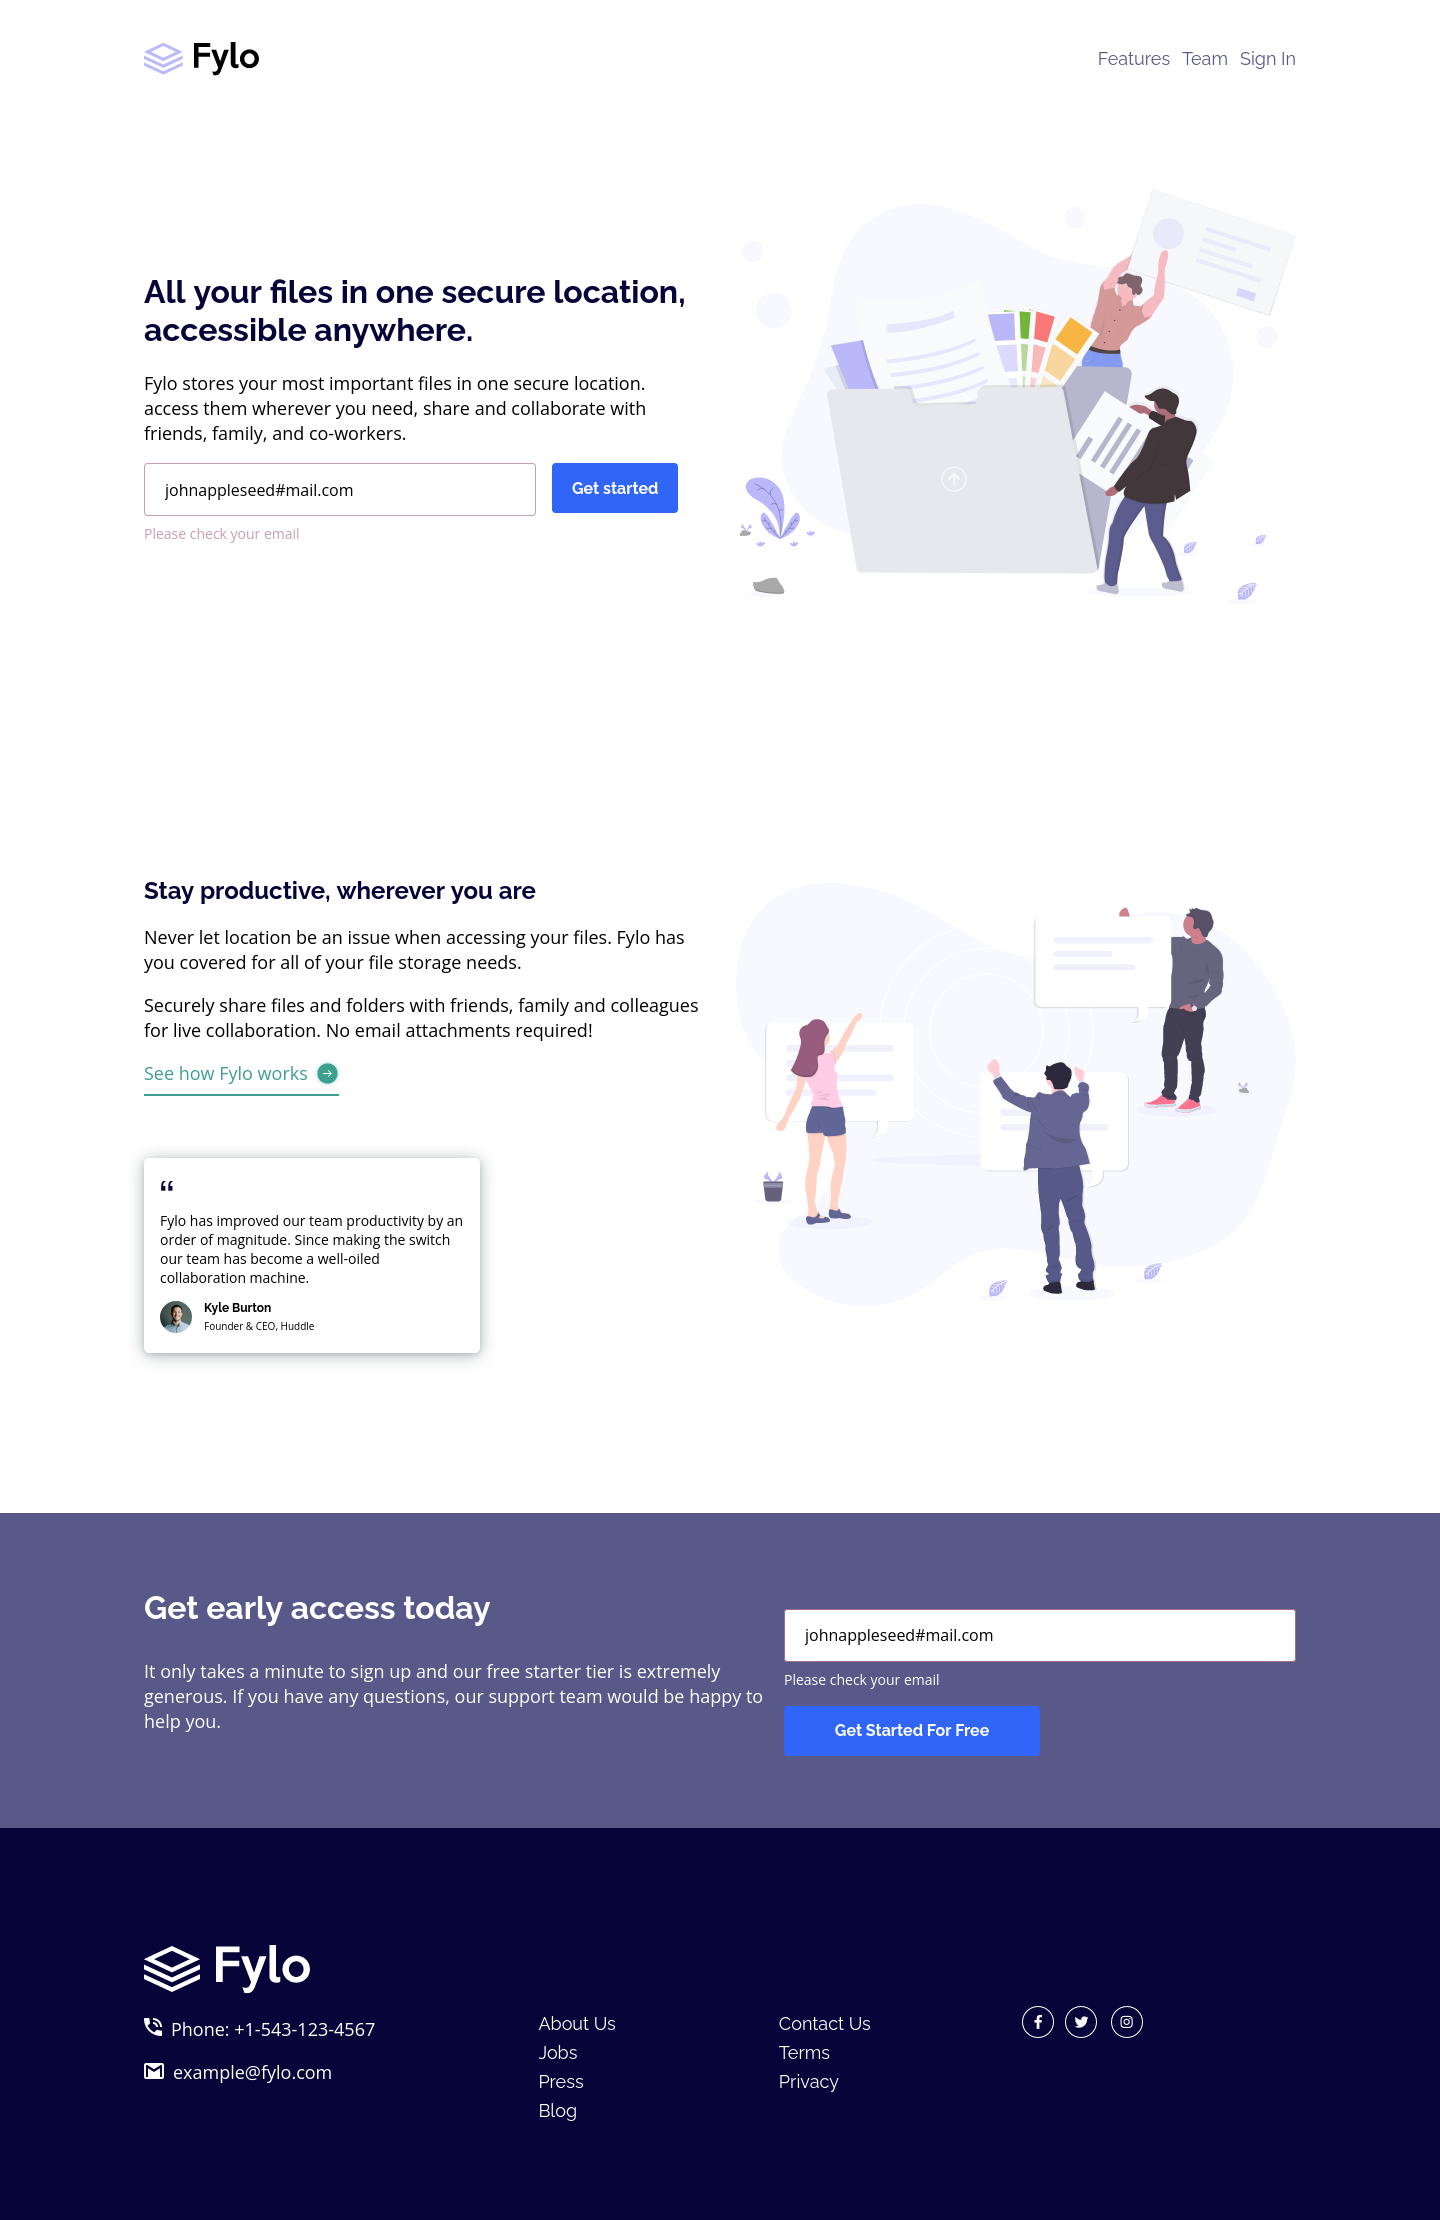 Fylo
Features Team Sign In
All your files in one secure location,
accessible anywhere.
Fylo stores your most important files in one secure location.
access them wherever you need, share and collaborate with
friends, family, and co-workers.
johnappleseed#mail.com
Get started
Please check your email
Stay productive, wherever you are
Never let location be an issue when accessing your files. Fylo has
you covered for all of your file storage needs.
Securely share files and folders with friends, family and colleagues
for live collaboration. No email attachments required!
See how Fylo works
“
Fylo has improved our team productivity by an
order of magnitude. Since making the switch
our team has become a well-oiled
collaboration machine.
Kyle Burton
Founder & CEO, Huddle
Get early access today
It only takes a minute to sign up and our free starter tier is extremely
generous. If you have any questions, our support team would be happy to
help you.
johnappleseed#mail.com
Please check your email
Get Started For Free
Fylo
Phone: +1-543-123-4567
example@fylo.com
About Us
Jobs
Press
Blog
Contact Us
Terms
Privacy